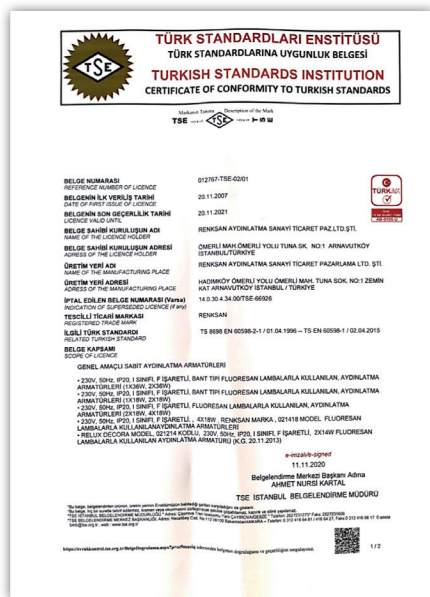 TÜRK STANDARDLARI ENSTİTÜSÜ
TÜRK STANDARDLARINA UYGUNLUK BELGESİ
TURKISH STANDARDS INSTITUTION
CERTIFICATE OF CONFORMITY TO TURKISH STANDARDS
TSE
Markanın Tanımı Description of the Mark
TSE TSE
BELGE NUMARASI 012767-TSE-02/01
REFERENCE NUMBER OF LICENCE
BELGENİN İLK VERİLİŞ TARİHİ 20.11.2007
DATE OF FIRST ISSUE OF LICENCE
BELGENİN SON GEÇERLİLİK TARİHİ 20.11.2021
LICENCE VALID UNTIL
BELGE SAHİBİ KURULUŞUN ADI RENKSAN AYDINLATMA SANAYİ TİCARET PAZ.LTD.ŞTİ.
NAME OF THE LICENCE HOLDER
BELGE SAHİBİ KURULUŞUN ADRESİ ÖMERLİ MAH.ÖMERLİ YOLU TUNA SK. NO:1 ARNAVUTKÖY
ADRESS OF THE LICENCE HOLDER İSTANBUL/TÜRKİYE
ÜRETİM YERİ ADI RENKSAN AYDINLATMA SANAYİ TİCARET PAZARLAMA LTD. ŞTİ.
NAME OF THE MANUFACTURING PLACE
ÜRETİM YERİ ADRESİ HADIMKÖY ÖMERLİ YOLU ÖMERLİ MAH. TUNA SOK. NO:1 ZEMİN
ADRESS OF THE MANUFACTURING PLACE KAT ARNAVUTKÖY İSTANBUL / TÜRKİYE
İPTAL EDİLEN BELGE NUMARASI (Varsa) 14.0.30.4.34.00/TSE-66926
INDICATION OF SUPERSEDED LICENCE (if any)
TESCİLLİ TİCARİ MARKASI RENKSAN
REGISTERED TRADE MARK
İLGİLİ TÜRK STANDARDI TS 8698 EN 60598-2-1 / 01.04.1996 -- TS EN 60598-1 / 02.04.2015
RELATED TURKISH STANDARD
BELGE KAPSAMI
SCOPE OF LICENCE
GENEL AMAÇLI SABİT AYDINLATMA ARMATÜRLERİ
• 230V, 50Hz, IP20, I SINIFI, F İŞARETLİ, BANT TIPI FLUORESAN LAMBALARLA KULLANILAN, AYDINLATMA
ARMATÜRLERİ (1X36W, 2X36W)
• 230V, 50Hz, IP20, I SINIFI, F İŞARETLİ, BANT TIPI FLUORESAN LAMBALARLA KULLANILAN, AYDINLATMA
ARMATÜRLERİ (1X18W, 2X18W)
• 230V, 50Hz, IP20, I SINIFI, F İŞARETLİ, FLUORESAN LAMBALARLA KULLANILAN, AYDINLATMA
ARMATÜRLERİ (2X18W, 4X18W)
• 230V, 50Hz, IP20, I SINIFI, F İŞARETLİ, , 4X18W , RENKSAN MARKA , 021418 MODEL FLUORESAN
LAMBALARLA KULLANILANAYDINLATMA ARMATÜRÜ
• RELUX DECORA MODEL, 021214 KODLU, 230V, 50Hz, IP20, I SINIFI, F İŞARETLİ, 2X14W FLUORESAN
LAMBALARLA KULLANILAN AYDINLATMA ARMATÜRÜ (K.G. 20.11.2013)
e-imzalı/e-signed
11.11.2020
Belgelendirme Merkezi Başkanı Adına
AHMET NURSİ KARTAL
TSE İSTANBUL BELGELENDİRME MÜDÜRÜ
1 / 2
TÜRKAK